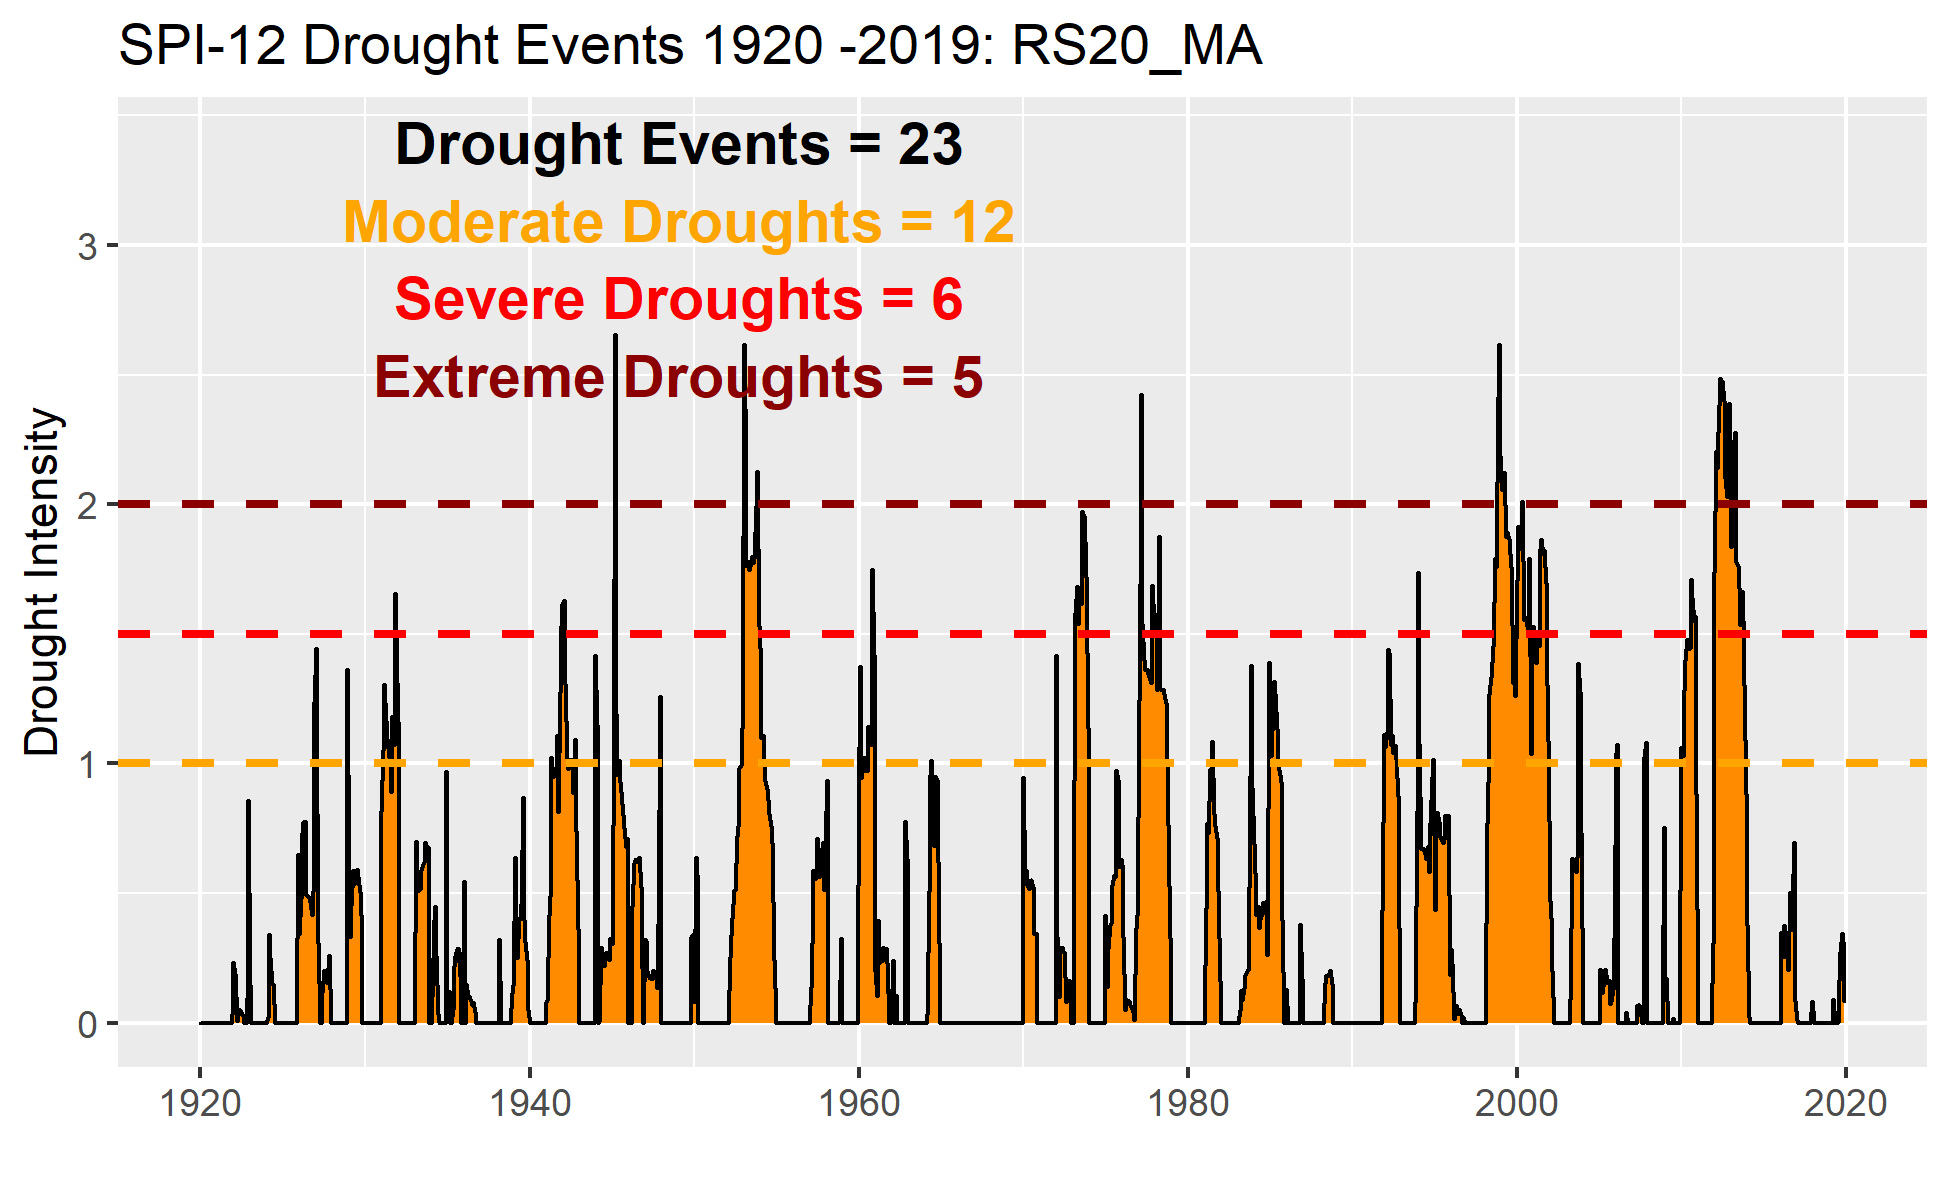 SPI-12 Drought Events 1920 -2019: RS20_MA
Drought Events = 23
Moderate Droughts = 12
Severe Droughts = 6
Extreme Droughts = 5
Drought Intensity
3
2
1
0
1920 1940 1960 1980 2000 2020